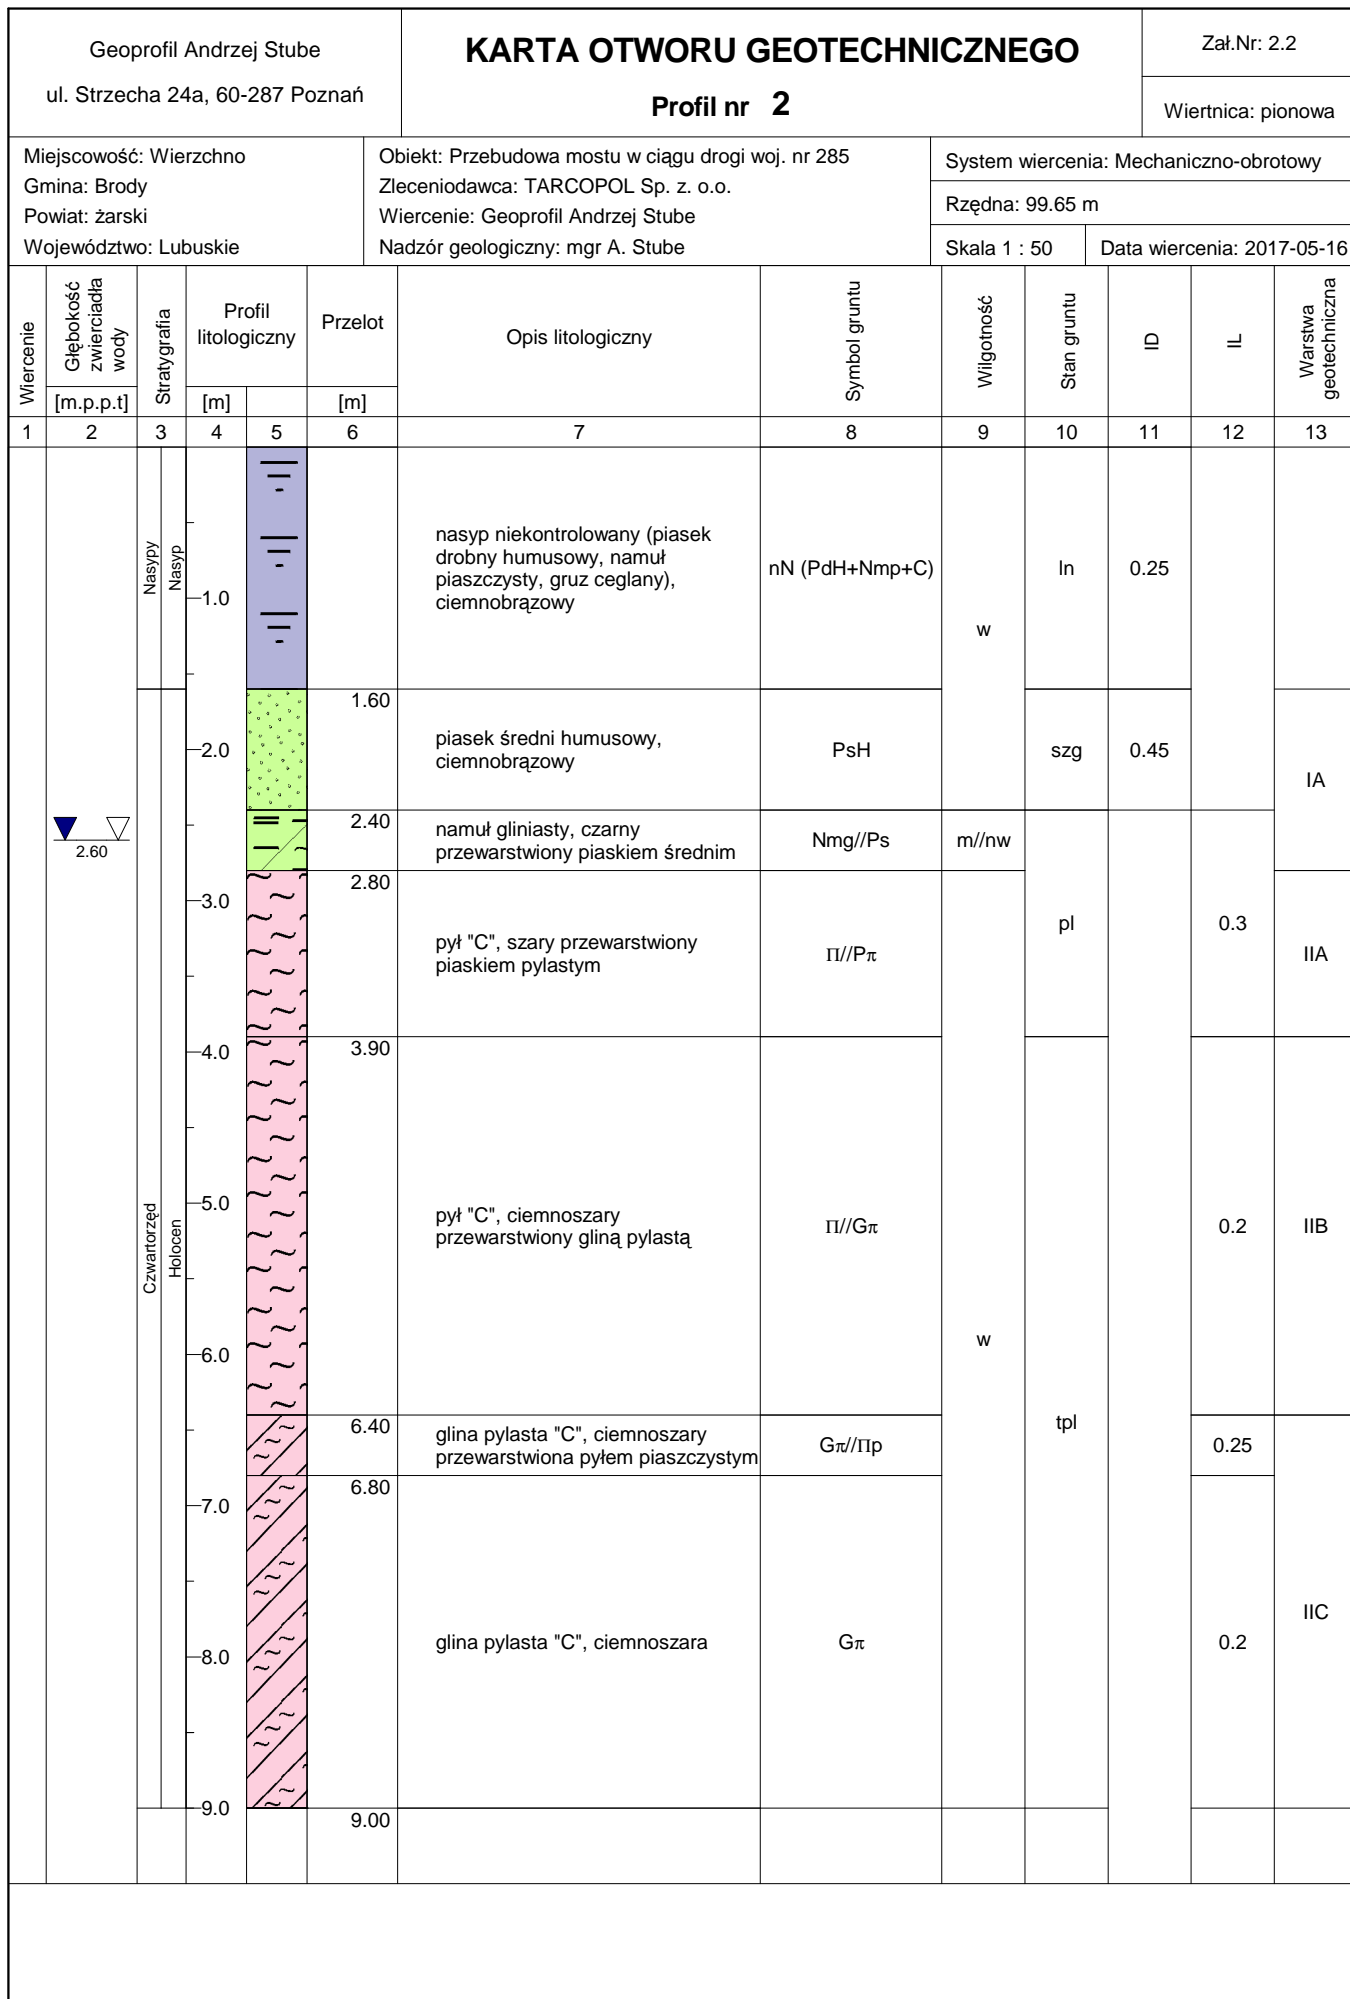 Geoprofil Andrzej Stube
ul. Strzecha 24a, 60-287 Poznań
KARTA OTWORU GEOTECHNICZNEGO
Profil nr 2
Zał.Nr: 2.2
Wiertnica: pionowa
Miejscowość: Wierzchno
Gmina: Brody
Powiat: żarski
Województwo: Lubuskie
Obiekt: Przebudowa mostu w ciągu drogi woj. nr 285
Zleceniodawca: TARCOPOL Sp. z. o.o.
Wiercenie: Geoprofil Andrzej Stube
Nadzór geologiczny: mgr A. Stube
System wiercenia: Mechaniczno-obrotowy
Rzędna: 99.65 m
Skala 1 : 50
Data wiercenia: 2017-05-16
Wiercenie
Głębokość
zwierciadła
wody
[m.p.p.t]
Stratygrafia
Profil
litologiczny
[m]
Przelot
[m]
Opis litologiczny
Symbol gruntu
Wilgotność
Stan gruntu
ID
IL
Warstwa
geotechniczna
1 2 3 4 5 6 7 8 9 10 11 12 13
Nasypy
Nasyp
1.0
nasyp niekontrolowany (piasek
drobny humusowy, namuł
piaszczysty, gruz ceglany),
ciemnobrązowy
nN (PdH+Nmp+C)
w
ln
0.25
1.60
2.0
piasek średni humusowy,
ciemnobrązowy
PsH
szg
0.45
IA
2.60
2.40
namuł gliniasty, czarny
przewarstwiony piaskiem średnim
Nmg//Ps
m//nw
2.80
3.0
pył "C", szary przewarstwiony
piaskiem pylastym
Π//Pπ
pl
0.3
IIA
3.90
4.0
5.0
Czwartorzęd
Holocen
pył "C", ciemnoszary
przewarstwiony gliną pylastą
Π//Gπ
0.2
IIB
6.0
w
6.40
glina pylasta "C", ciemnoszary
przewarstwiona pyłem piaszczystym
Gπ//Πp
tpl
0.25
6.80
7.0
8.0
glina pylasta "C", ciemnoszara
Gπ
0.2
IIC
9.0
9.00